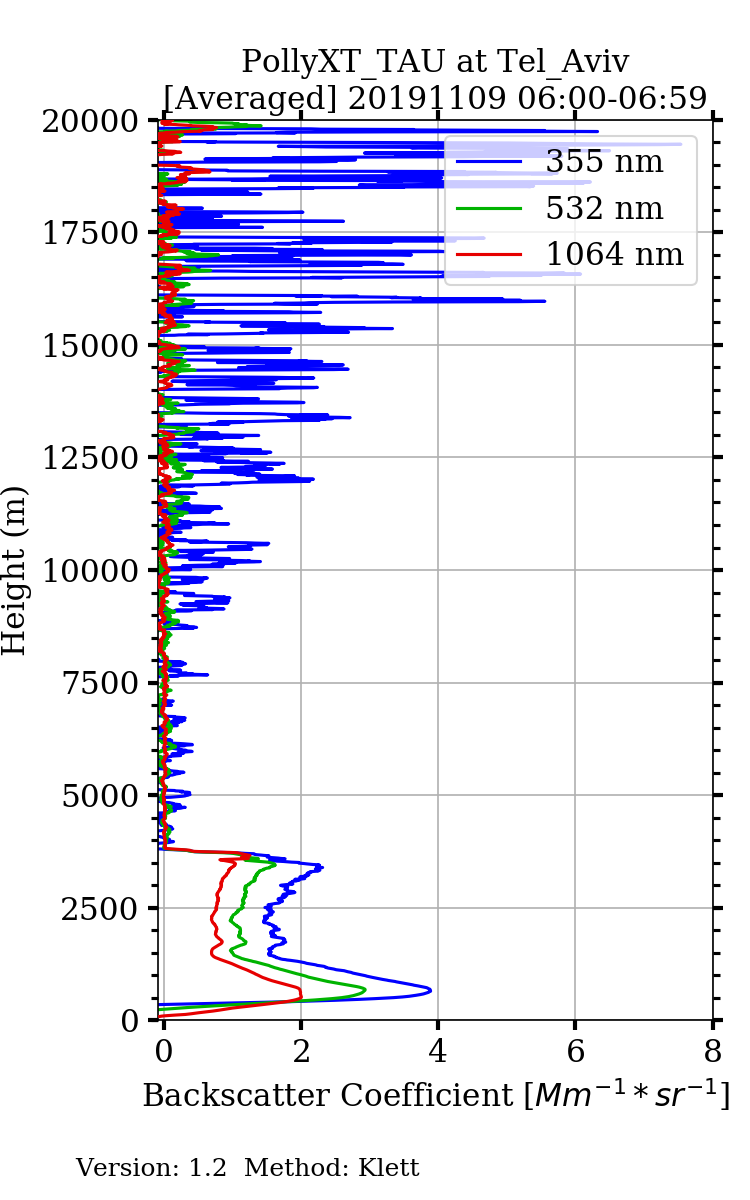 PollyXT_TAU at Tel_Aviv
[Averaged] 20191109 06:00-06:59
20000
17500
15000
12500
10000
7500
5000
2500
0
Height (m)
355 nm
532 nm
1064 nm
0 2 4 6 8
Backscatter Coefficient [Mm⁻¹ * sr⁻¹]
Version: 1.2 Method: Klett